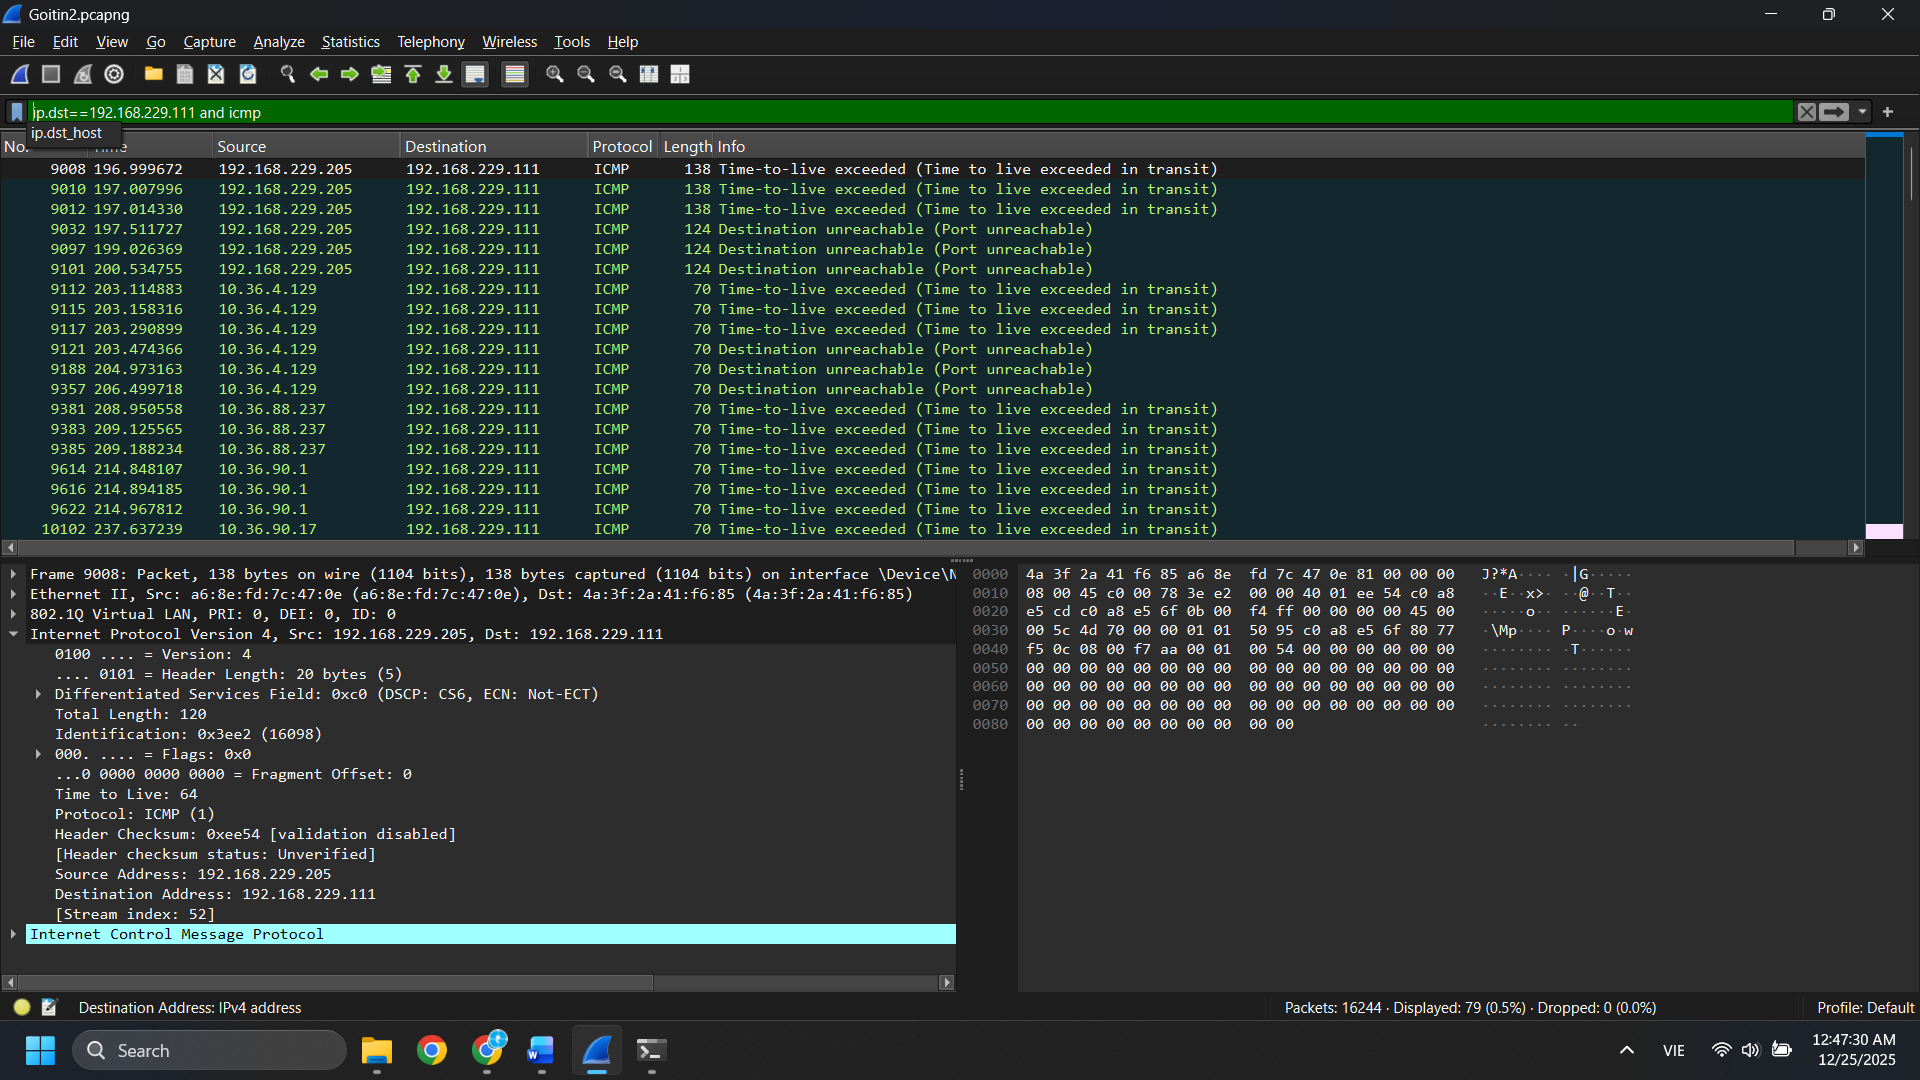 Goitin2.pcapng
File Edit View Go Capture Analyze Statistics Telephony Wireless Tools Help
ip.dst==192.168.229.111 and icmp
ip.dst_host
No. Time Source Destination Protocol Length Info
9008 196.999672 192.168.229.205 192.168.229.111 ICMP 138 Time-to-live exceeded (Time to live exceeded in transit)
9010 197.007996 192.168.229.205 192.168.229.111 ICMP 138 Time-to-live exceeded (Time to live exceeded in transit)
9012 197.014330 192.168.229.205 192.168.229.111 ICMP 138 Time-to-live exceeded (Time to live exceeded in transit)
9032 197.511727 192.168.229.205 192.168.229.111 ICMP 124 Destination unreachable (Port unreachable)
9097 199.026369 192.168.229.205 192.168.229.111 ICMP 124 Destination unreachable (Port unreachable)
9101 200.534755 192.168.229.205 192.168.229.111 ICMP 124 Destination unreachable (Port unreachable)
9112 203.114883 10.36.4.129 192.168.229.111 ICMP 70 Time-to-live exceeded (Time to live exceeded in transit)
9115 203.158316 10.36.4.129 192.168.229.111 ICMP 70 Time-to-live exceeded (Time to live exceeded in transit)
9117 203.290899 10.36.4.129 192.168.229.111 ICMP 70 Time-to-live exceeded (Time to live exceeded in transit)
9121 203.474366 10.36.4.129 192.168.229.111 ICMP 70 Destination unreachable (Port unreachable)
9188 204.973163 10.36.4.129 192.168.229.111 ICMP 70 Destination unreachable (Port unreachable)
9357 206.499718 10.36.4.129 192.168.229.111 ICMP 70 Destination unreachable (Port unreachable)
9381 208.950558 10.36.88.237 192.168.229.111 ICMP 70 Time-to-live exceeded (Time to live exceeded in transit)
9383 209.125565 10.36.88.237 192.168.229.111 ICMP 70 Time-to-live exceeded (Time to live exceeded in transit)
9385 209.188234 10.36.88.237 192.168.229.111 ICMP 70 Time-to-live exceeded (Time to live exceeded in transit)
9614 214.848107 10.36.90.1 192.168.229.111 ICMP 70 Time-to-live exceeded (Time to live exceeded in transit)
9616 214.894185 10.36.90.1 192.168.229.111 ICMP 70 Time-to-live exceeded (Time to live exceeded in transit)
9622 214.967812 10.36.90.1 192.168.229.111 ICMP 70 Time-to-live exceeded (Time to live exceeded in transit)
10102 237.637239 10.36.90.17 192.168.229.111 ICMP 70 Time-to-live exceeded (Time to live exceeded in transit)
Frame 9008: Packet, 138 bytes on wire (1104 bits), 138 bytes captured (1104 bits) on interface \Device\N
Ethernet II, Src: a6:8e:fd:7c:47:0e (a6:8e:fd:7c:47:0e), Dst: 4a:3f:2a:41:f6:85 (4a:3f:2a:41:f6:85)
802.1Q Virtual LAN, PRI: 0, DEI: 0, ID: 0
Internet Protocol Version 4, Src: 192.168.229.205, Dst: 192.168.229.111
0100 .... = Version: 4
.... 0101 = Header Length: 20 bytes (5)
Differentiated Services Field: 0xc0 (DSCP: CS6, ECN: Not-ECT)
Total Length: 120
Identification: 0x3ee2 (16098)
000. .... = Flags: 0x0
...0 0000 0000 0000 = Fragment Offset: 0
Time to Live: 64
Protocol: ICMP (1)
Header Checksum: 0xee54 [validation disabled]
[Header checksum status: Unverified]
Source Address: 192.168.229.205
Destination Address: 192.168.229.111
[Stream index: 52]
Internet Control Message Protocol
0000 4a 3f 2a 41 f6 85 a6 8e fd 7c 47 0e 81 00 00 00 J?*A···· ·|G·····
0010 08 00 45 c0 00 78 3e e2 00 00 40 01 ee 54 c0 a8 ··E··x>· ··@··T··
0020 e5 cd c0 a8 e5 6f 0b 00 f4 ff 00 00 00 00 45 00 ·····o·· ······E·
0030 00 5c 4d 70 00 00 01 01 50 95 c0 a8 e5 6f 80 77 ·\Mp···· P····o·w
0040 f5 0c 08 00 f7 aa 00 01 00 54 00 00 00 00 00 00 ········ ·T······
0050 00 00 00 00 00 00 00 00 00 00 00 00 00 00 00 00 ········ ········
0060 00 00 00 00 00 00 00 00 00 00 00 00 00 00 00 00 ········ ········
0070 00 00 00 00 00 00 00 00 00 00 00 00 00 00 00 00 ········ ········
0080 00 00 00 00 00 00 00 00 00 00 ········ ··
Destination Address: IPv4 address
Packets: 16244 · Displayed: 79 (0.5%) · Dropped: 0 (0.0%)
Profile: Default
Search
VIE
12:47:30 AM
12/25/2025